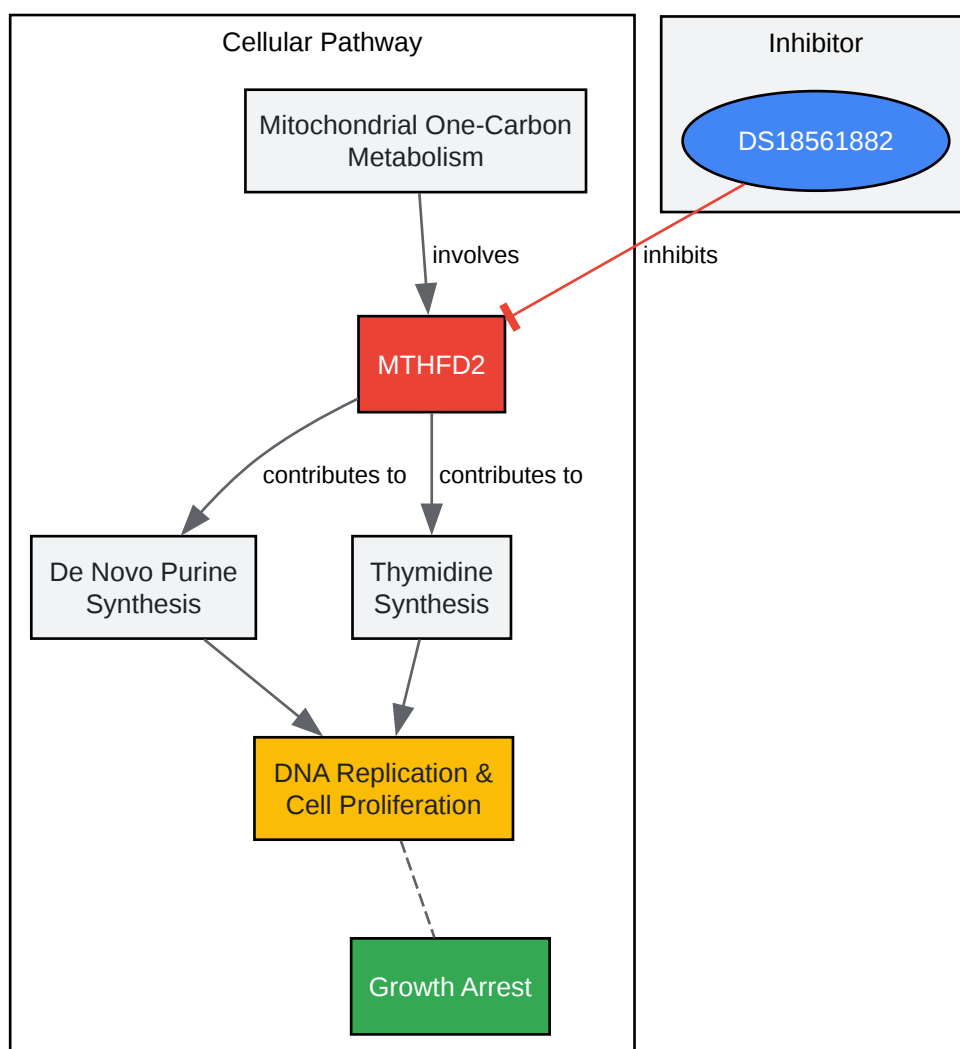 Cellular Pathway
Inhibitor
Mitochondrial One-Carbon
Metabolism
DS18561882
involves
inhibits
MTHFD2
contributes to
contributes to
De Novo Purine
Synthesis
Thymidine
Synthesis
DNA Replication &
Cell Proliferation
Growth Arrest